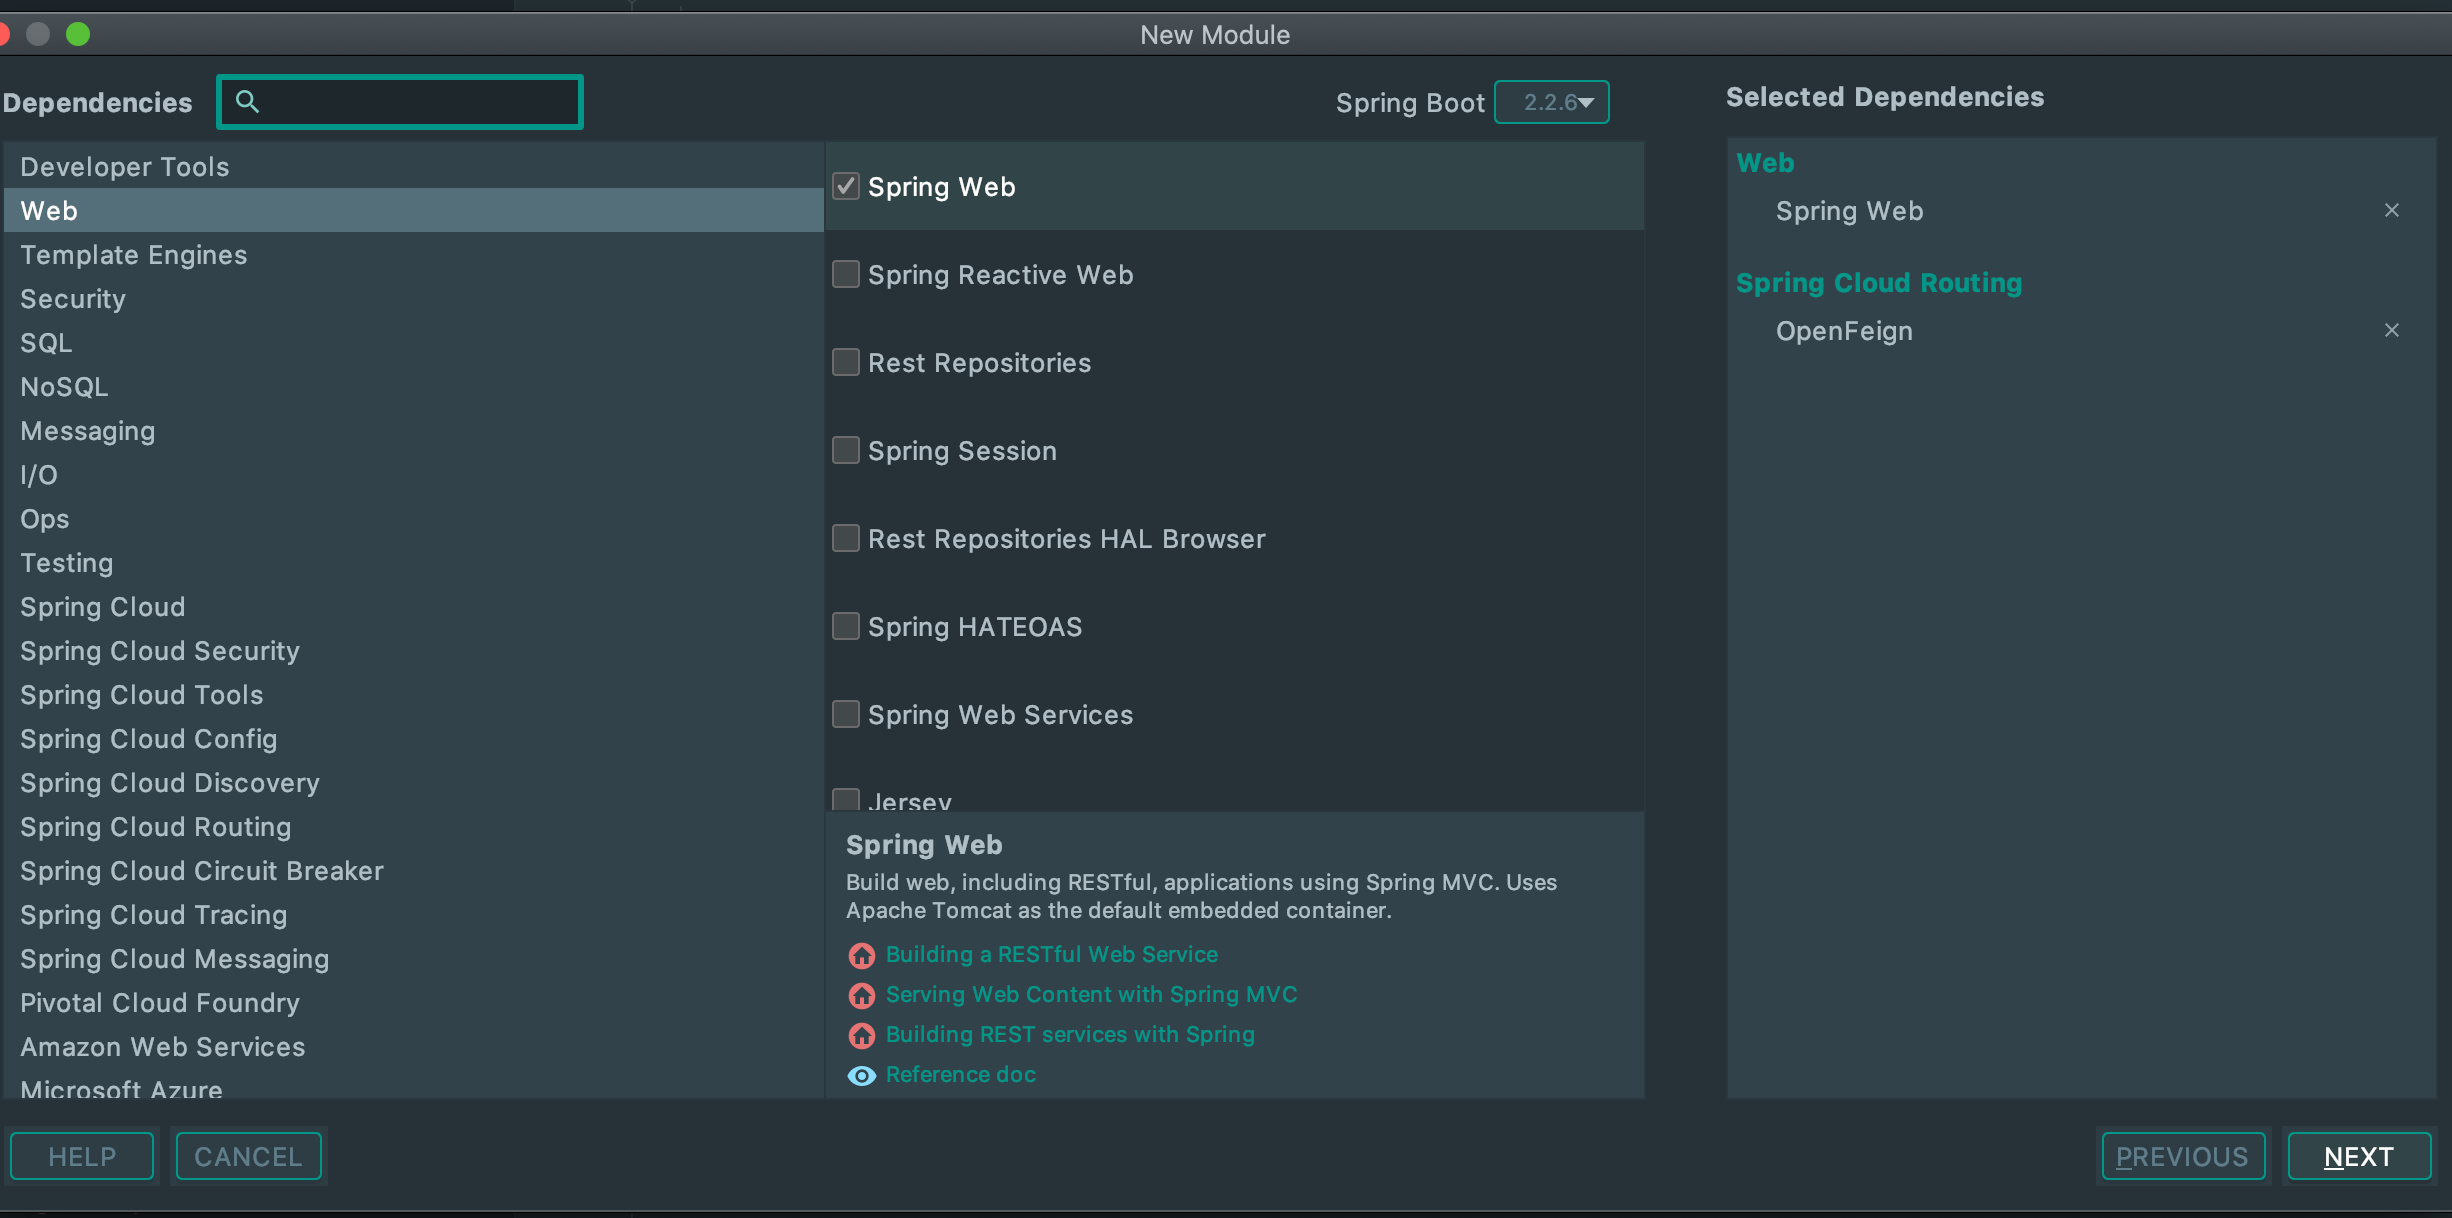 New Module
Dependencies
Spring Boot 2.2.6
Selected Dependencies
Developer Tools
Web
Template Engines
Security
SQL
NoSQL
Messaging
I/O
Ops
Testing
Spring Cloud
Spring Cloud Security
Spring Cloud Tools
Spring Cloud Config
Spring Cloud Discovery
Spring Cloud Routing
Spring Cloud Circuit Breaker
Spring Cloud Tracing
Spring Cloud Messaging
Pivotal Cloud Foundry
Amazon Web Services
Microsoft Azure
Spring Web
Spring Reactive Web
Rest Repositories
Spring Session
Rest Repositories HAL Browser
Spring HATEOAS
Spring Web Services
Jersey
Spring Web
Build web, including RESTful, applications using Spring MVC. Uses
Apache Tomcat as the default embedded container.
Building a RESTful Web Service
Serving Web Content with Spring MVC
Building REST services with Spring
Reference doc
Web
Spring Web
Spring Cloud Routing
OpenFeign
HELP
CANCEL
PREVIOUS
NEXT